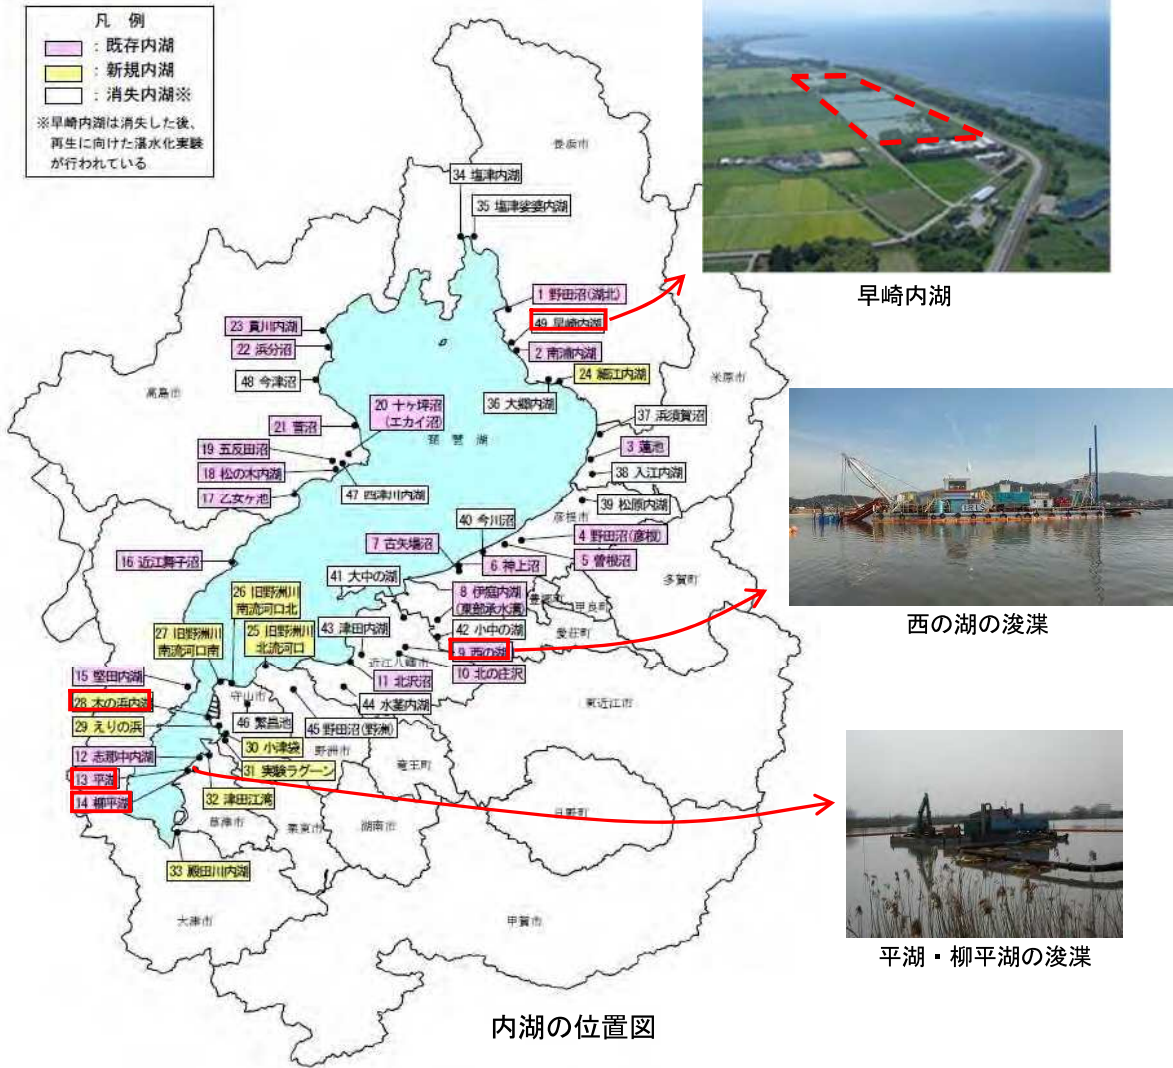 凡 例
：既存内湖
：新規内湖
：消失内湖※
※早崎内湖は消失した後、
再生に向けた湛水化実験
が行われている
長浜市
34 塩津内湖
35 塩津娑婆内湖
早崎内湖
1 野田沼(湖北)
49 早崎内湖
2 南浦内湖
24 細江内湖
23 貫川内湖
22 浜分沼
48 今津沼
36 大郷内湖
米原市
高島市
20 十ヶ坪沼
(エカイ沼)
37 浜須賀沼
21 菅沼
琵琶湖
3 蓮池
19 五反田沼
18 松の木内湖
38 入江内湖
17 乙女ヶ池
47 四津川内湖
39 松原内湖
彦根市
40 今川沼
4 野田沼(彦根)
7 古矢場沼
5 曽根沼
6 神上沼
16 近江舞子沼
41 大中の湖
多賀町
8 伊庭内湖
(東部承水溝)
豊郷町
甲良町
西の湖の浚渫
26 旧野洲川
南流河口北
27 旧野洲川
南流河口南
25 旧野洲川
北流河口
43 津田内湖
42 小中の湖
愛荘町
9 西の湖
近江八幡市
10 北の庄沢
15 堅田内湖
11 北沢沼
28 木の浜内湖
守山市
44 水茎内湖
東近江市
29 えりの浜
46 繁昌池
45 野田沼(野洲)
12 志那中内湖
30 小津袋
野洲市
竜王町
13 平湖
31 実験ラグーン
14 柳平湖
32 津田江湾
草津市
栗東市
湖南市
日野町
33 殿田川内湖
大津市
甲賀市
平湖・柳平湖の浚渫
内湖の位置図